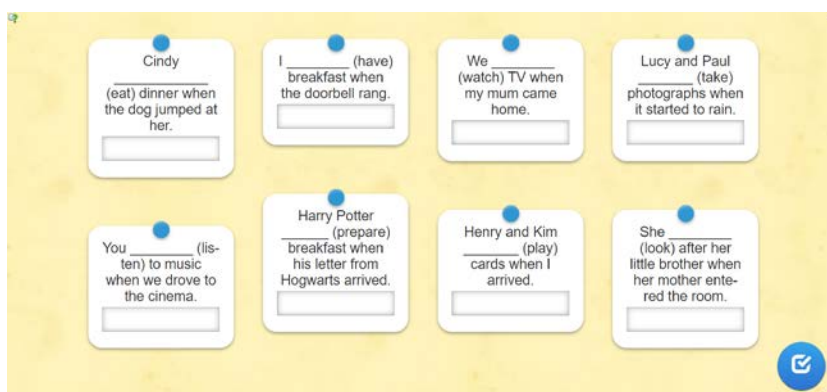 Cindy
____________
(eat) dinner when
the dog jumped at
her.
I ________ (have)
breakfast when
the doorbell rang.
We ________
(watch) TV when
my mum came
home.
Lucy and Paul
_______ (take)
photographs when
it started to rain.
You ________ (lis-
ten) to music
when we drove to
the cinema.
Harry Potter
______ (prepare)
breakfast when
his letter from
Hogwarts arrived.
Henry and Kim
_______ (play)
cards when I
arrived.
She ________
(look) after her
little brother when
her mother ente-
red the room.